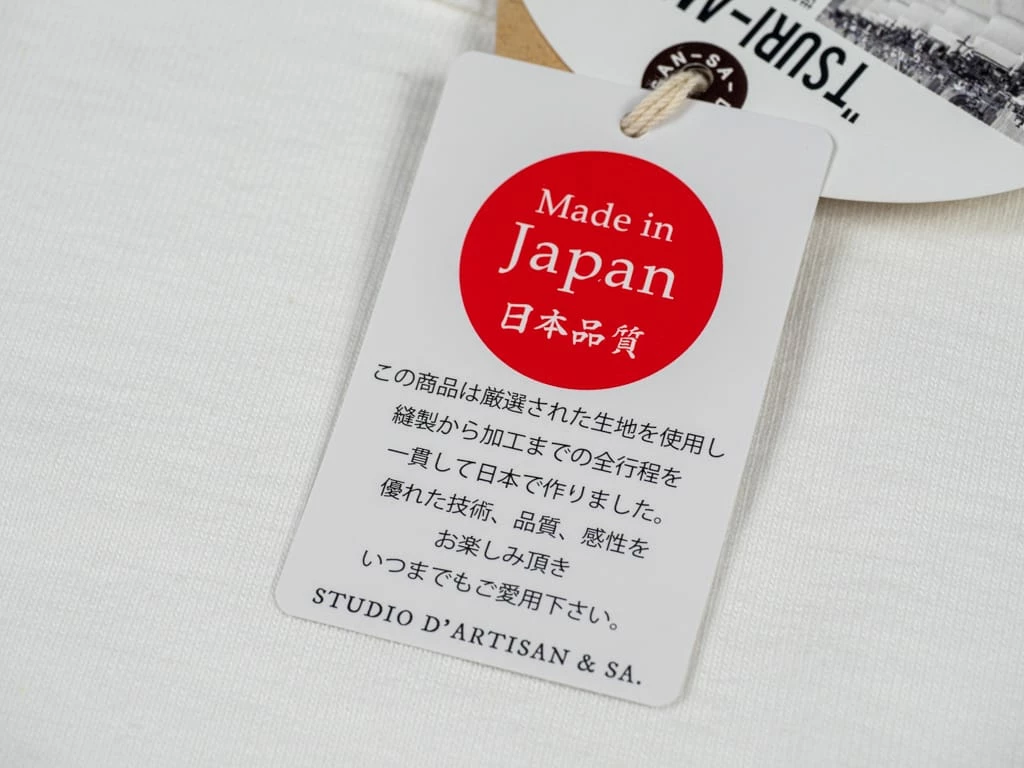 "TSURI-
AN-SA-
Made in
Japan
日本品質
この商品は厳選された生地を使用し
縫製から加工までの全行程を
一貫して日本で作りました。
優れた技術、品質、感性を
お楽しみ頂き
いつまでもご愛用下さい。
STUDIO D'ARTISAN & SA.